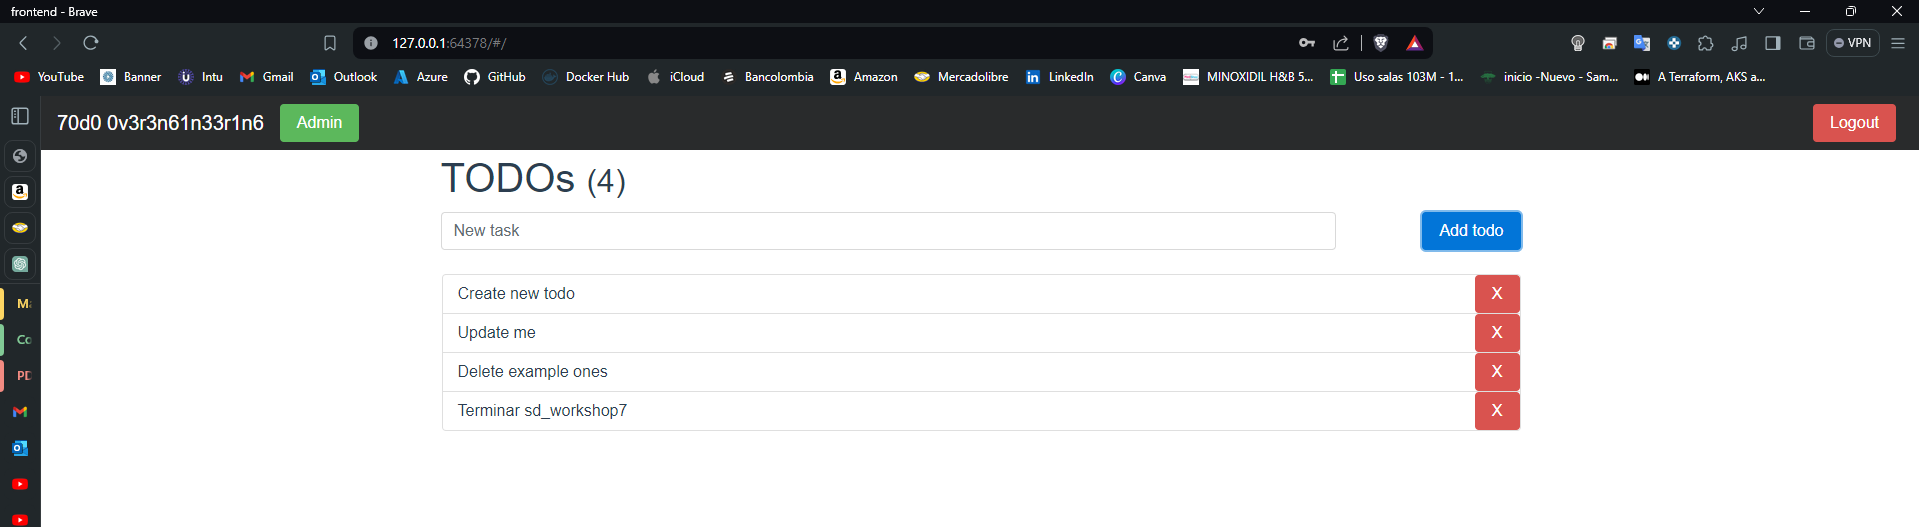 frontend - Brave
127.0.0.1:64378/#/
VPN
YouTube Banner Intu Gmail Outlook Azure GitHub Docker Hub iCloud Bancolombia Amazon Mercadolibre LinkedIn Canva MINOXIDIL H&B 5... Uso salas 103M - 1... inicio -Nuevo - Sam... A Terraform, AKS a...
70d0 0v3r3n61n33r1n6 Admin Logout
TODOs (4)
New task Add todo
Create new todo X
Update me X
Delete example ones X
Terminar sd_workshop7 X
Ma
Co
PD